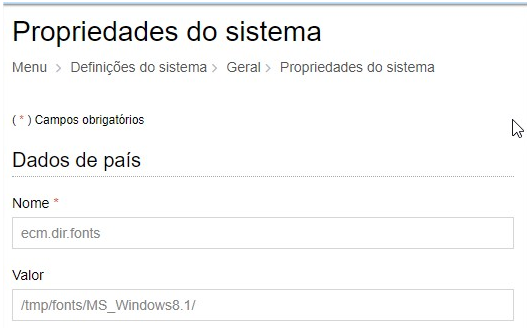 Propriedades do sistema
Menu > Definições do sistema > Geral > Propriedades do sistema
( * ) Campos obrigatórios
Dados de país
Nome *
ecm.dir.fonts
Valor
/tmp/fonts/MS_Windows8.1/